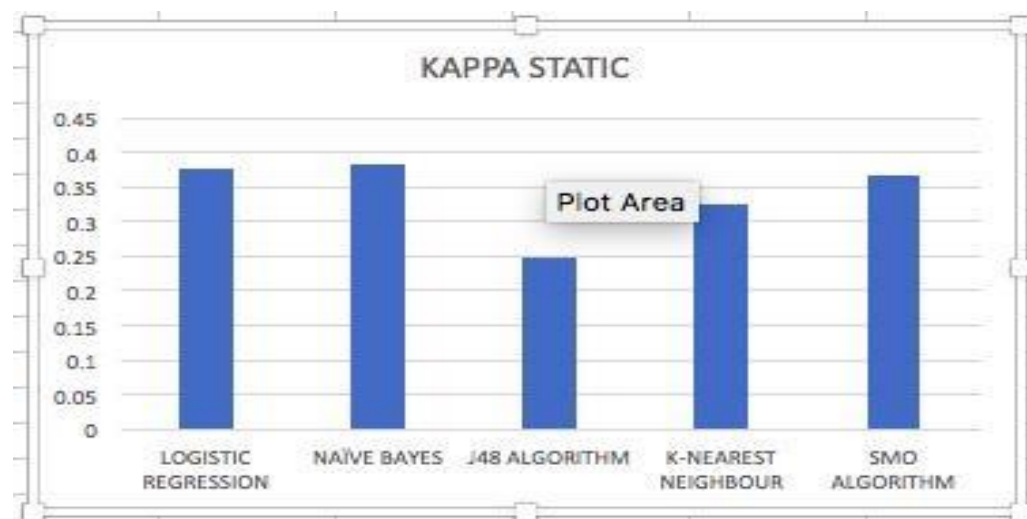 KAPPA STATIC
0.45
0.4
0.35
0.3
0.25
0.2
0.15
0.1
0.05
0
Plot Area
LOGISTIC
REGRESSION
NAÏVE BAYES
J48 ALGORITHM
K-NEAREST
NEIGHBOUR
SMO
ALGORITHM